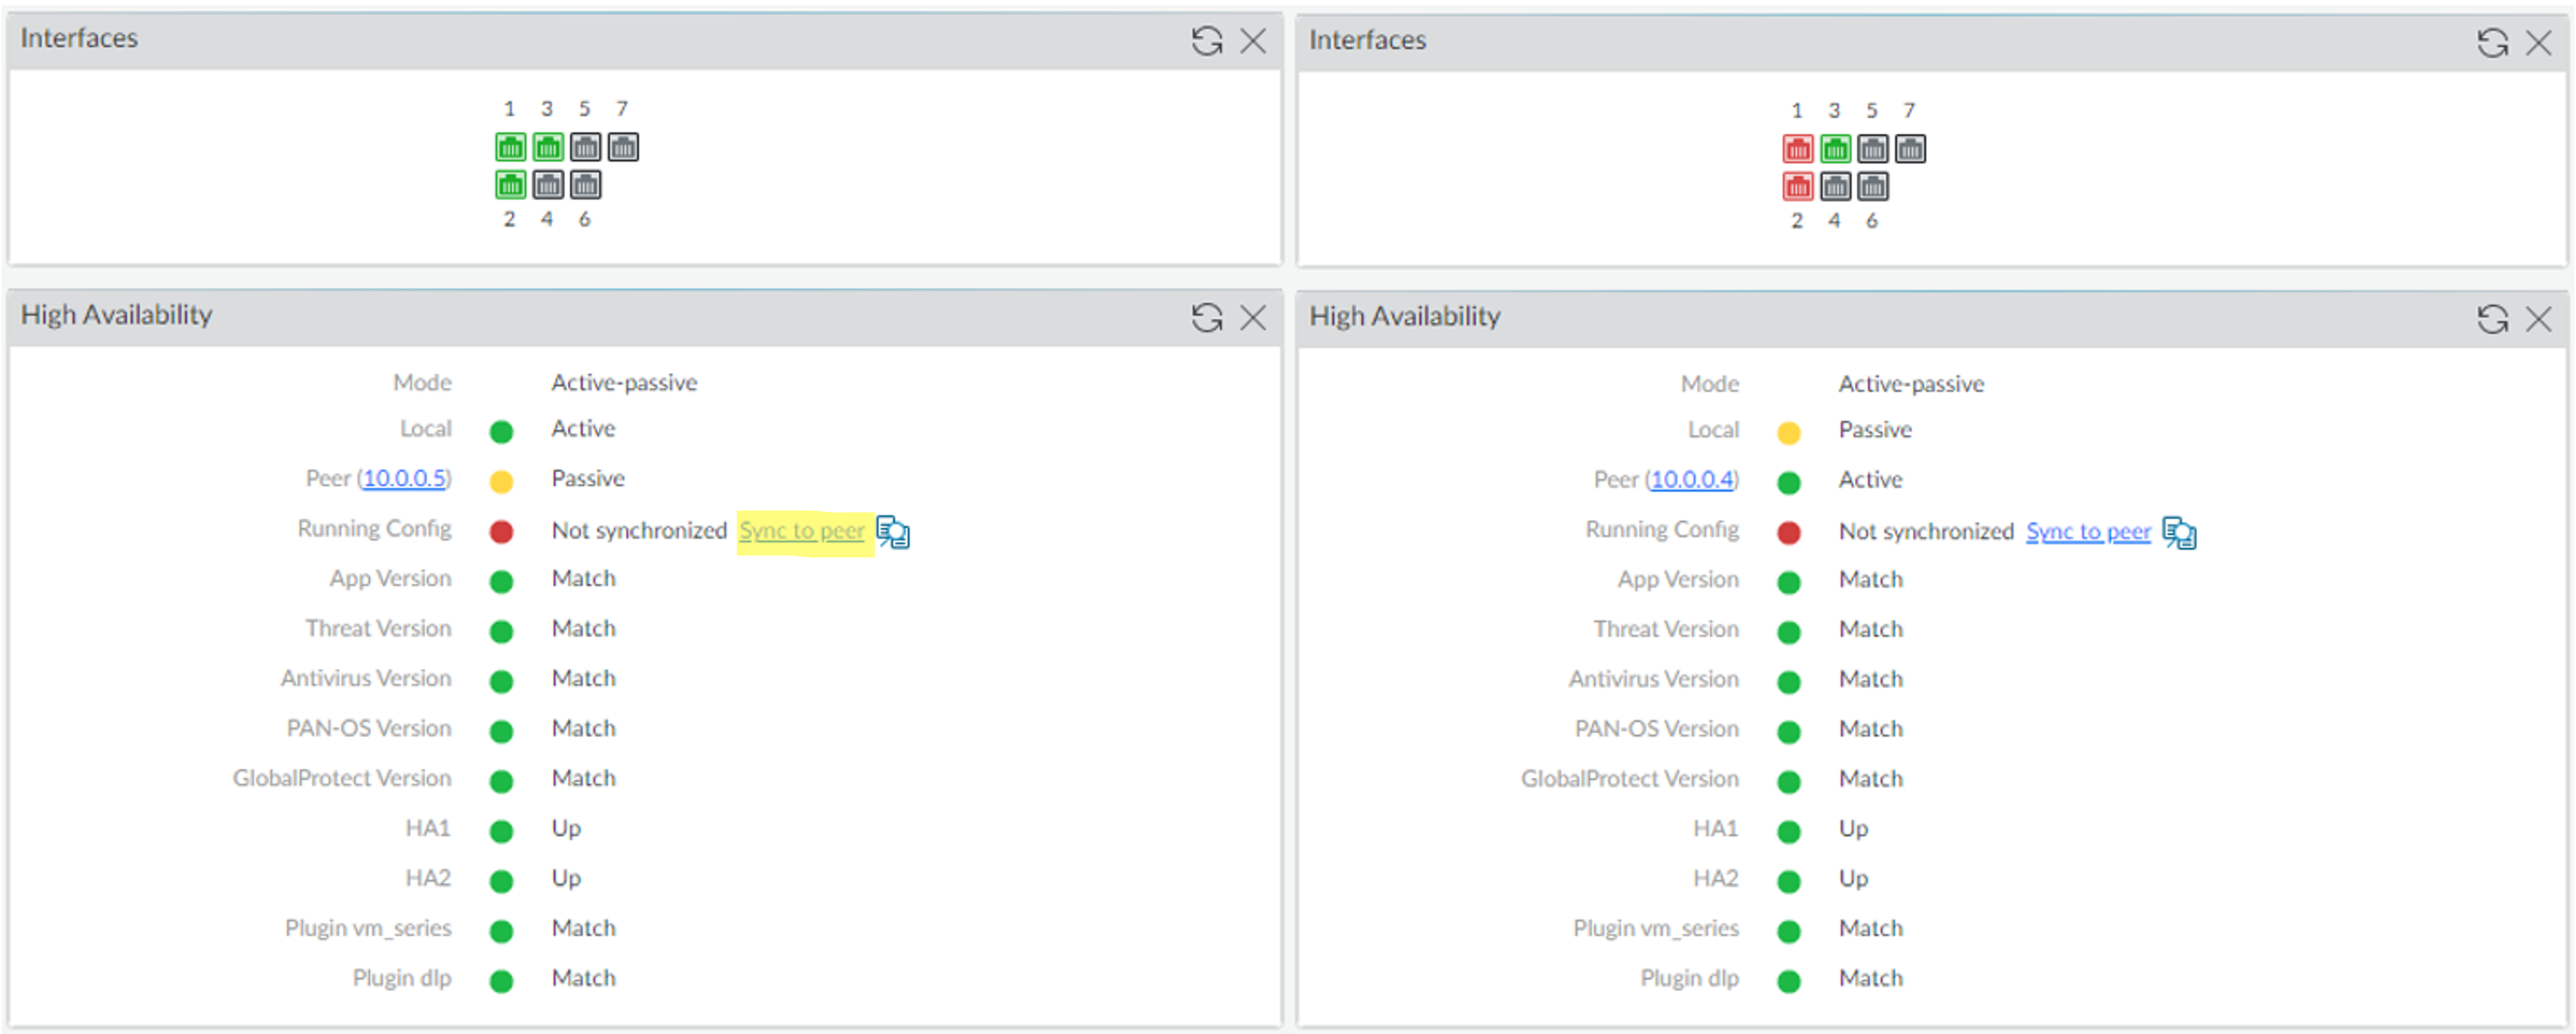 Interfaces
1 3 5 7
2 4 6
High Availability
Mode Active-passive
Local Active
Peer (10.0.0.5) Passive
Running Config Not synchronized Sync to peer
App Version Match
Threat Version Match
Antivirus Version Match
PAN-OS Version Match
GlobalProtect Version Match
HA1 Up
HA2 Up
Plugin vm_series Match
Plugin dlp Match
Interfaces
1 3 5 7
2 4 6
High Availability
Mode Active-passive
Local Passive
Peer (10.0.0.4) Active
Running Config Not synchronized Sync to peer
App Version Match
Threat Version Match
Antivirus Version Match
PAN-OS Version Match
GlobalProtect Version Match
HA1 Up
HA2 Up
Plugin vm_series Match
Plugin dlp Match